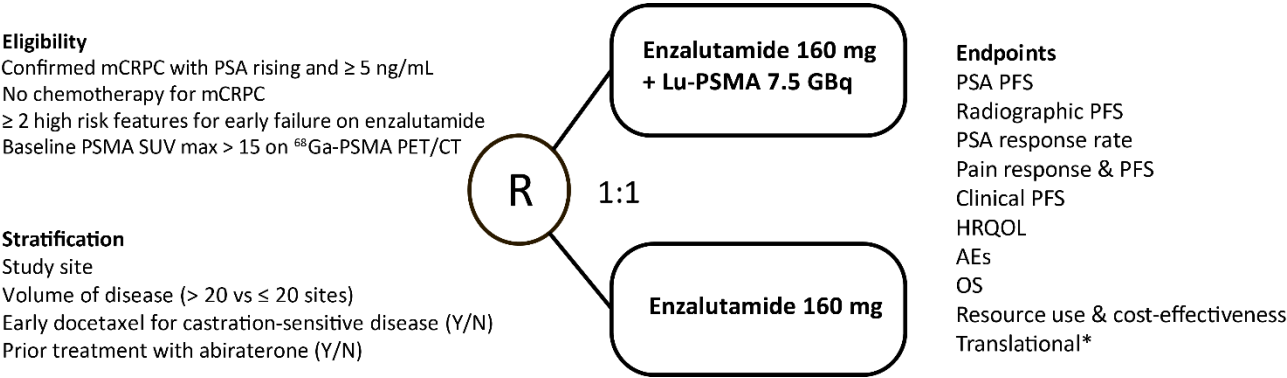 Eligibility
Confirmed mCRPC with PSA rising and ≥ 5 ng/mL
No chemotherapy for mCRPC
≥ 2 high risk features for early failure on enzalutamide
Baseline PSMA SUV max > 15 on ⁶⁸Ga-PSMA PET/CT
Stratification
Study site
Volume of disease (> 20 vs ≤ 20 sites)
Early docetaxel for castration-sensitive disease (Y/N)
Prior treatment with abiraterone (Y/N)
R
1:1
Enzalutamide 160 mg
+ Lu-PSMA 7.5 GBq
Enzalutamide 160 mg
Endpoints
PSA PFS
Radiographic PFS
PSA response rate
Pain response & PFS
Clinical PFS
HRQOL
AEs
OS
Resource use & cost-effectiveness
Translational*